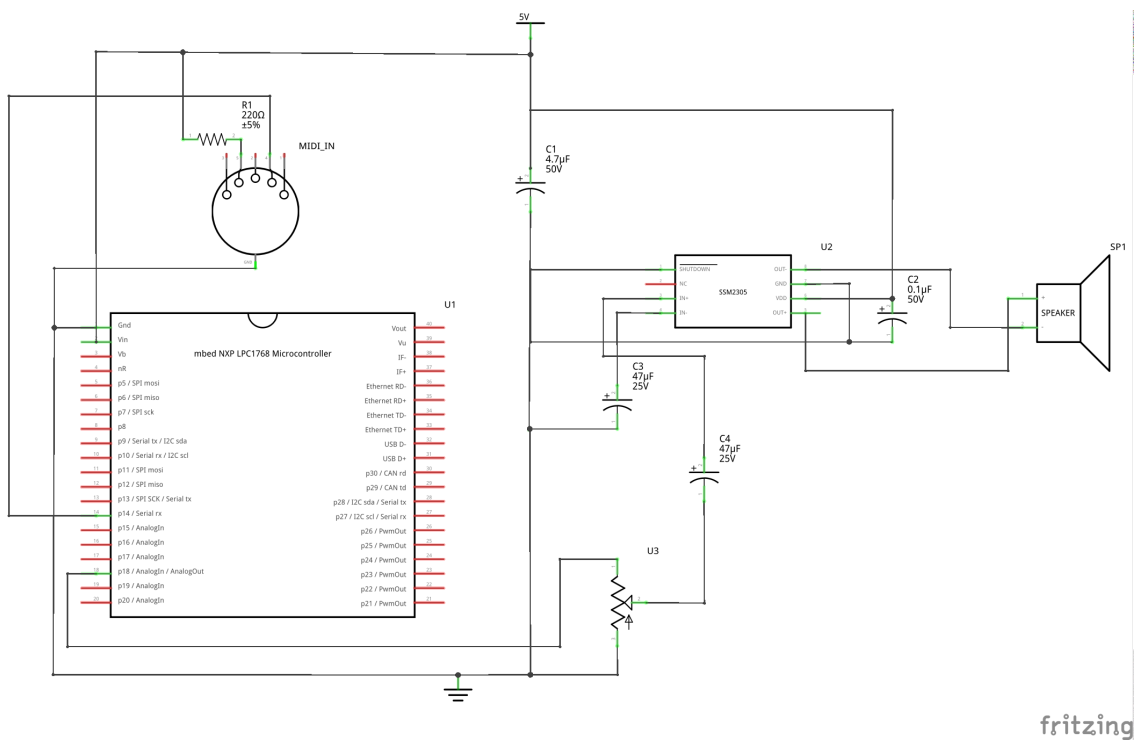 5V
R1
220Ω
±5%
MIDI_IN
GND
C1
4.7µF
50V
U2
SHUTDOWN
NC
IN+
IN-
SSM2305
OUT-
GND
VDD
OUT+
C2
0.1µF
50V
SP1
SPEAKER
+
-
U1
mbed NXP LPC1768 Microcontroller
Gnd
Vin
Vb
nR
p5 / SPI mosi
p6 / SPI miso
p7 / SPI sck
p8
p9 / Serial tx / I2C sda
p10 / Serial rx / I2C scl
p11 / SPI mosi
p12 / SPI miso
p13 / SPI SCK / Serial tx
p14 / Serial rx
p15 / AnalogIn
p16 / AnalogIn
p17 / AnalogIn
p18 / AnalogIn / AnalogOut
p19 / AnalogIn
p20 / AnalogIn
Vout
Vu
IF-
IF+
Ethernet RD-
Ethernet RD+
Ethernet TD-
Ethernet TD+
USB D-
USB D+
p30 / CAN rd
p29 / CAN td
p28 / I2C sda / Serial tx
p27 / I2C scl / Serial rx
p26 / PwmOut
p25 / PwmOut
p24 / PwmOut
p23 / PwmOut
p22 / PwmOut
p21 / PwmOut
C3
47µF
25V
C4
47µF
25V
U3
fritzing